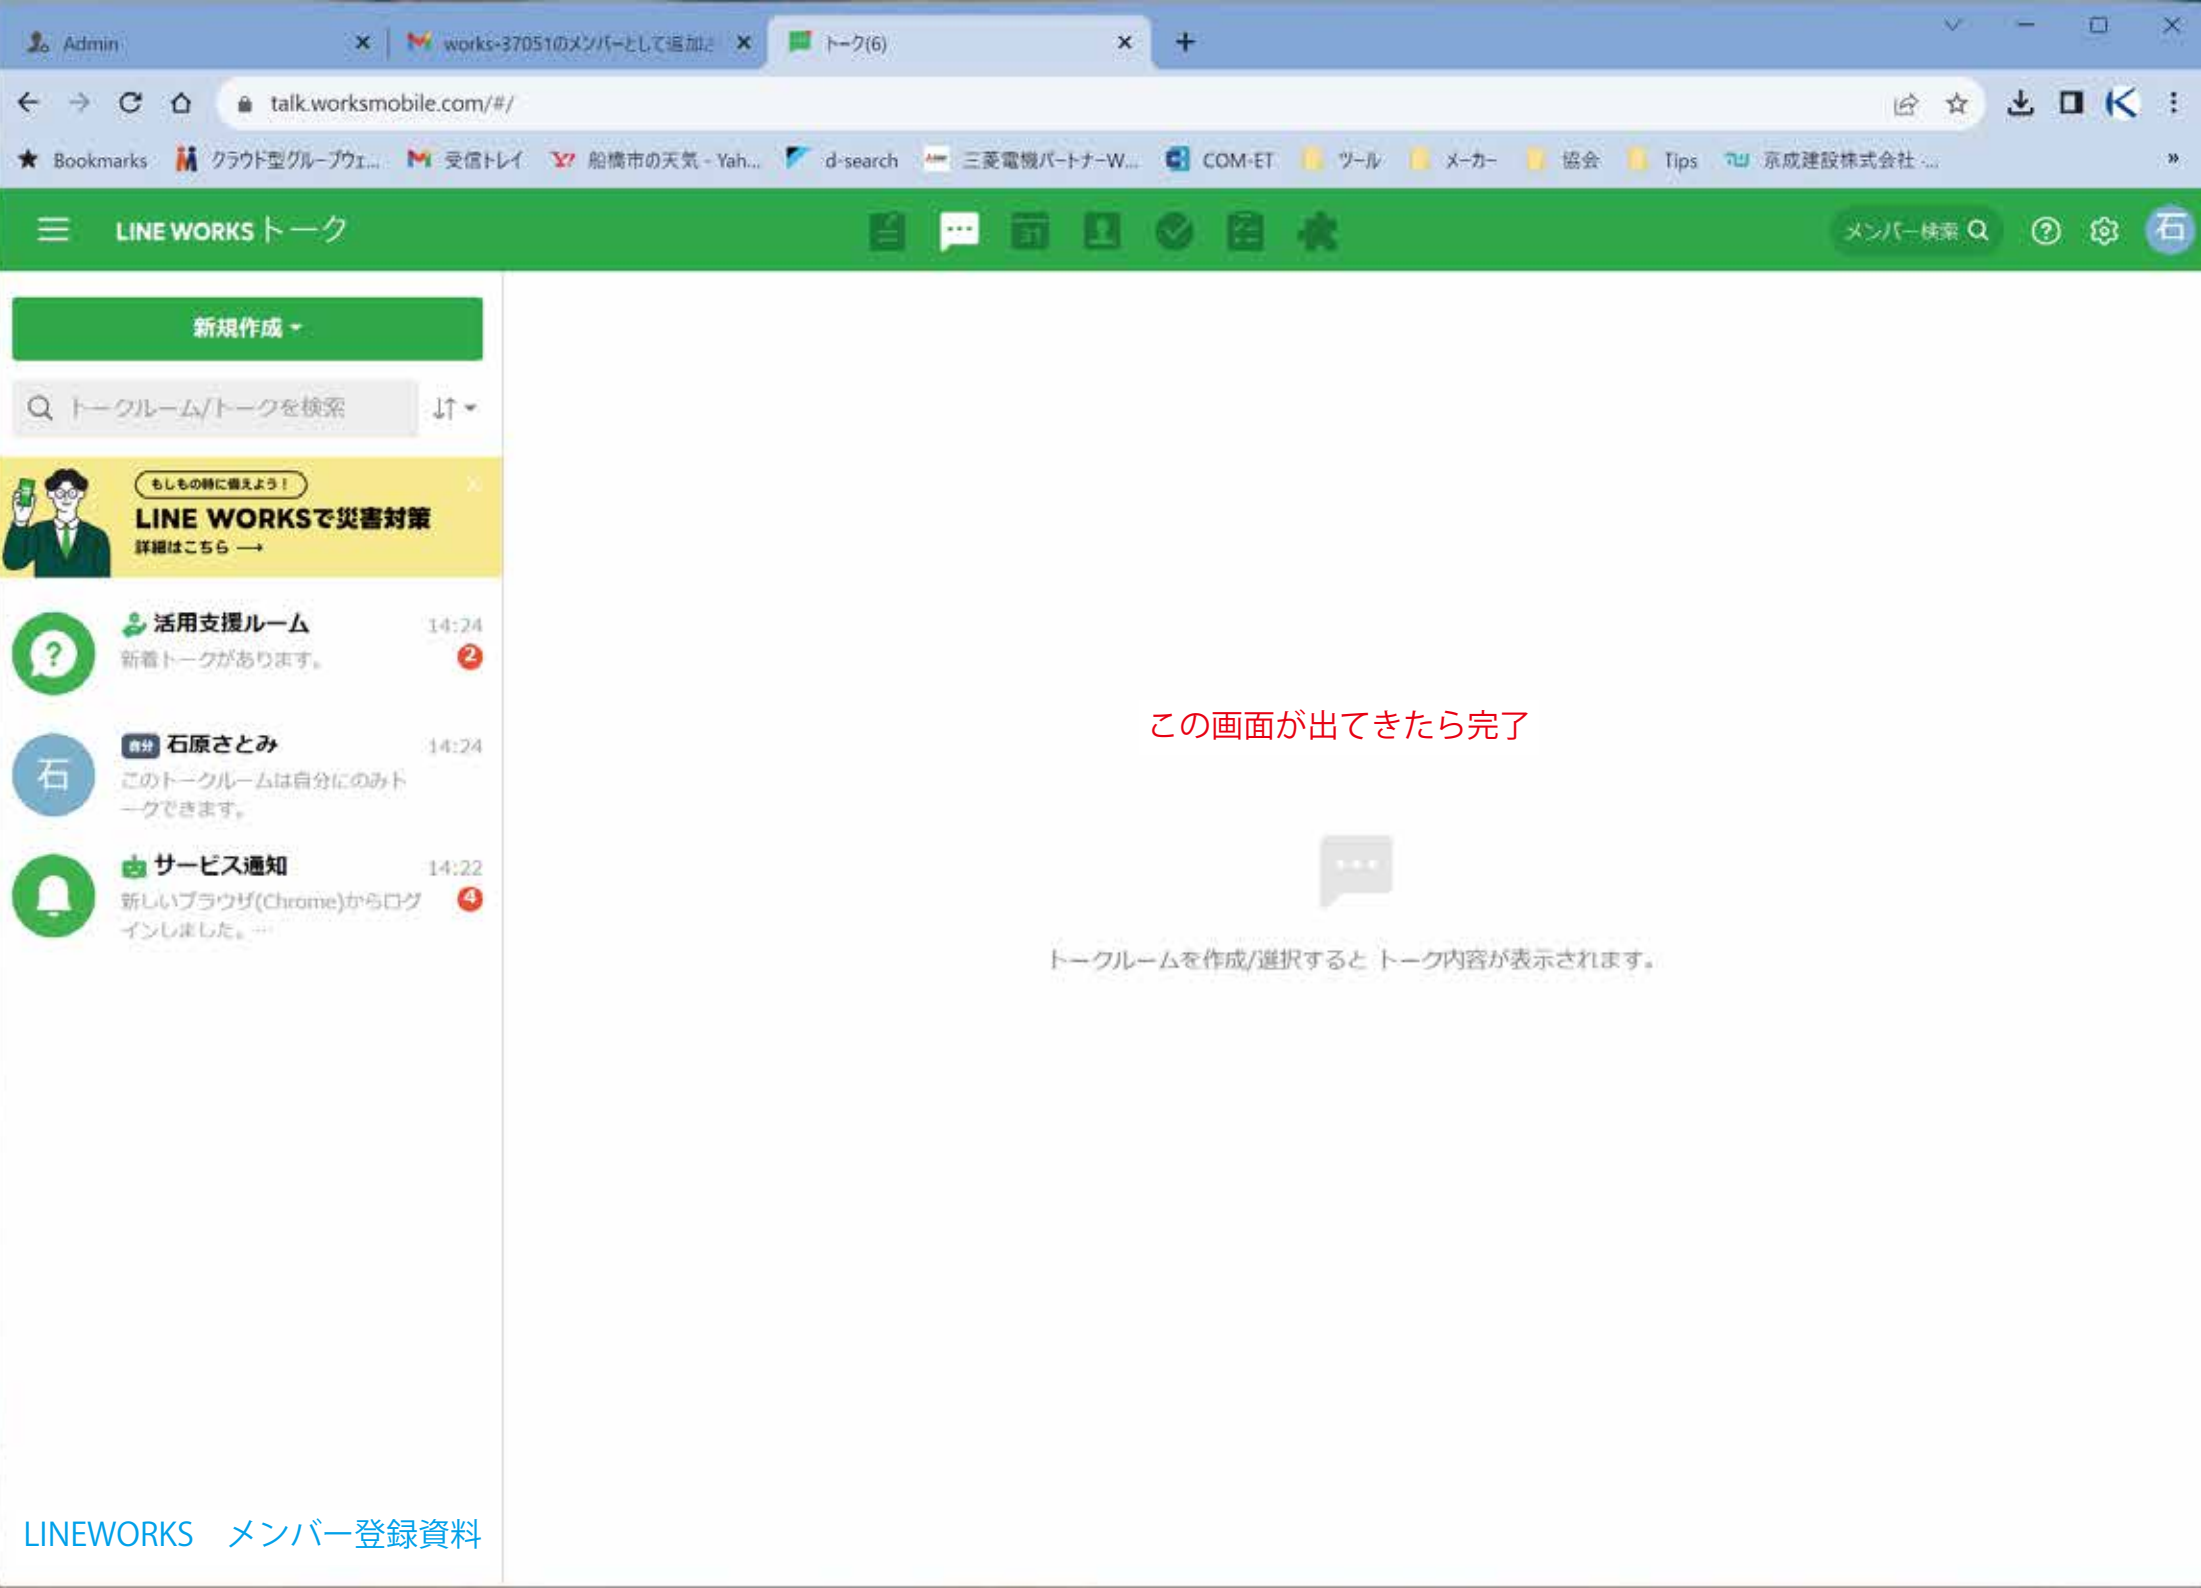 Admin
works-37051のメンバーとして追加さ
トーク(6)
talk.worksmobile.com/#/
Bookmarks
クラウド型グループウェ...
受信トレイ
船橋市の天気 - Yah...
d-search
三菱電機パートナーW...
COM-ET
ツール
メーカー
協会
Tips
京成建設株式会社 -...
LINE WORKS トーク
31
メンバー検索
石
新規作成
トークルーム/トークを検索
もしもの時に備えよう！
LINE WORKSで災害対策
詳細はこちら →
活用支援ルーム 14:24
新着トークがあります。 2
石
自分 石原さとみ 14:24
このトークルームは自分にのみト
ークできます。
サービス通知 14:22
新しいブラウザ(Chrome)からログ 4
インしました。…
この画面が出てきたら完了
トークルームを作成/選択すると トーク内容が表示されます。
LINEWORKS　メンバー登録資料